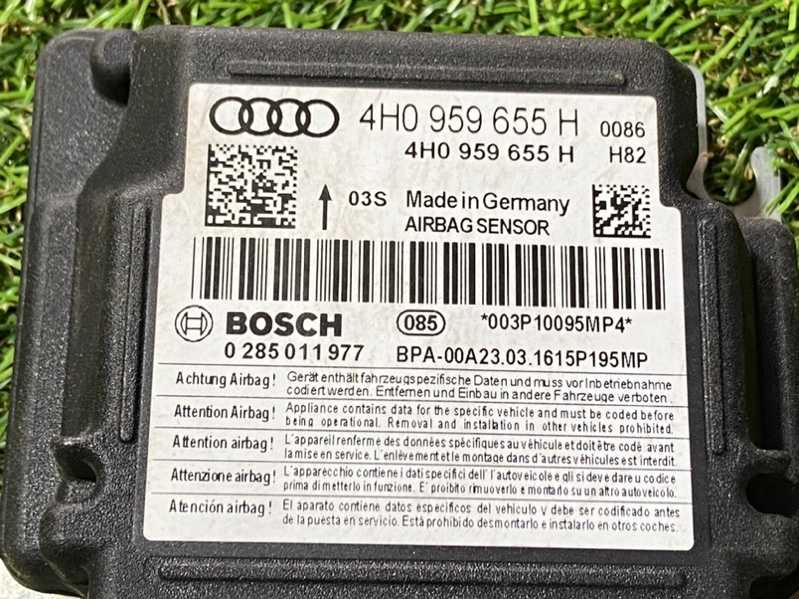 4H0 959 655 H 0086
4H0 959 655 H H82
03S Made in Germany
AIRBAG SENSOR
BOSCH 085 *003P10095MP4*
0 285 011 977 BPA-00A23.03.1615P195MP
Achtung Airbag! Gerät enthält fahrzeugspezifische Daten und muss vor Inbetriebnahme
codiert werden. Entfernen und Einbau in andere Fahrzeuge verboten.
Attention Airbag! Appliance contains data for the specific vehicle and must be coded before
being operational. Removal and installation in other vehicles prohibited.
Attention airbag! L'appareil renferme des données spécifiques au véhicule et doit être codé avant
la mise en service. L'enlèvement et le montage dans d'autres véhicules est interdit.
Attenzione airbag! L'apparecchio contiene i dati specifici dell'autoveicolo e gli si deve dare u codice
prima di metterlo in funzione. E' proibito rimuoverlo e montarlo su un altro autoveicolo.
Atención airbag! El aparato contiene datos específicos del vehículo y debe ser codificado antes
de la puesta en servicio. Está prohibido desmontarlo e instalarlo en otros coches.